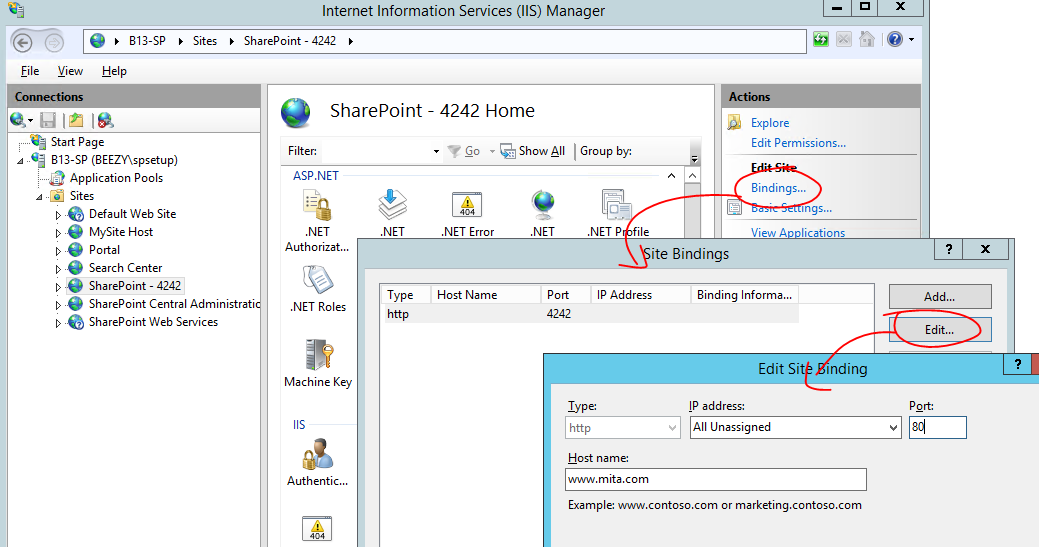 Internet Information Services (IIS) Manager
B13-SP Sites SharePoint - 4242
File View Help
Connections
Start Page
B13-SP (BEEZY\spsetup)
Application Pools
Sites
Default Web Site
MySite Host
Portal
Search Center
SharePoint - 4242
SharePoint Central Administratio
SharePoint Web Services
SharePoint - 4242 Home
Filter: Go Show All Group by:
ASP.NET
.NET Authorizat...
.NET
404
.NET Error
.NET
.NET Profile
.NET Roles
Machine Key
IIS
Authentic...
404
Actions
Explore
Edit Permissions...
Edit Site
Bindings...
Basic Settings...
View Applications
Site Bindings
? X
Type Host Name Port IP Address Binding Informa...
http 4242
Add...
Edit...
Edit Site Binding
?
Type: IP address: Port:
http All Unassigned 80
Host name:
www.mita.com
Example: www.contoso.com or marketing.contoso.com